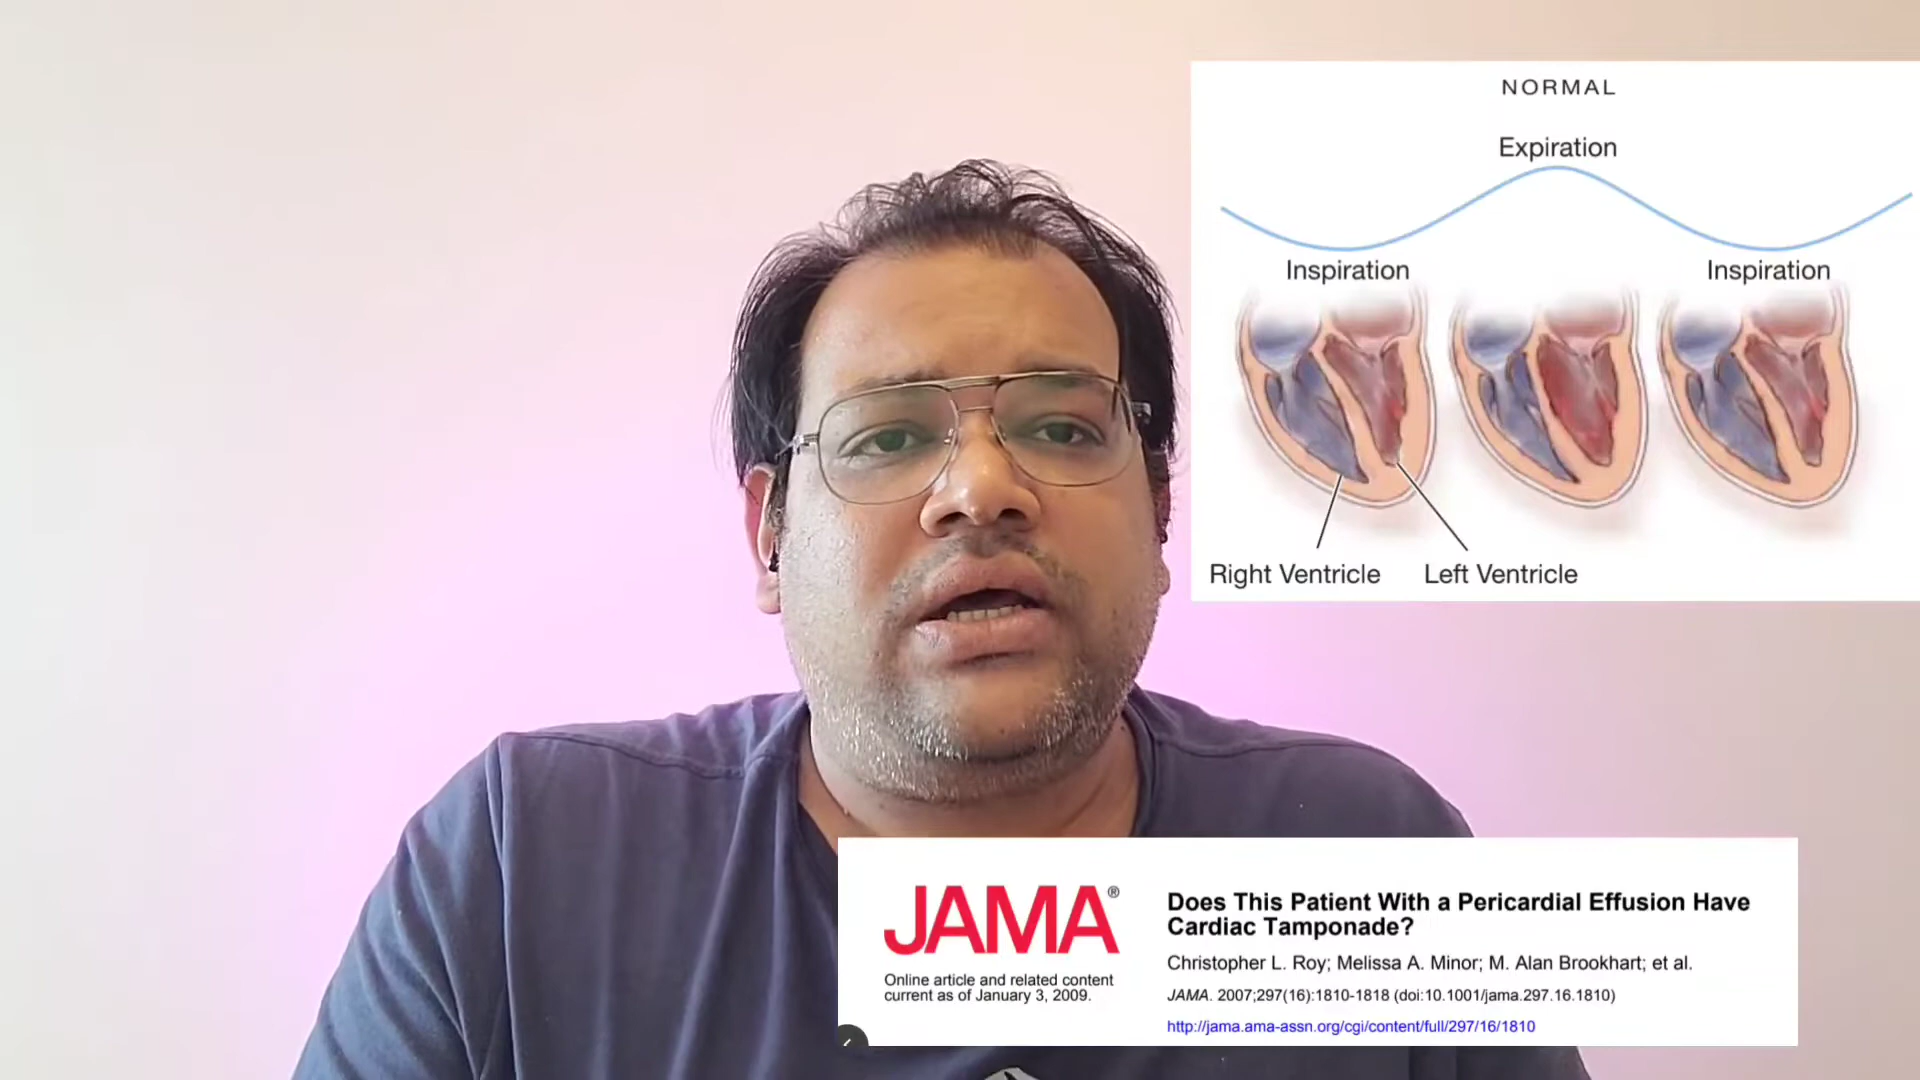 NORMAL
Expiration
Inspiration
Inspiration
Right Ventricle
Left Ventricle
JAMA®
Online article and related content
current as of January 3, 2009.
Does This Patient With a Pericardial Effusion Have
Cardiac Tamponade?
Christopher L. Roy; Melissa A. Minor; M. Alan Brookhart; et al.
JAMA. 2007;297(16):1810-1818 (doi:10.1001/jama.297.16.1810)
http://jama.ama-assn.org/cgi/content/full/297/16/1810